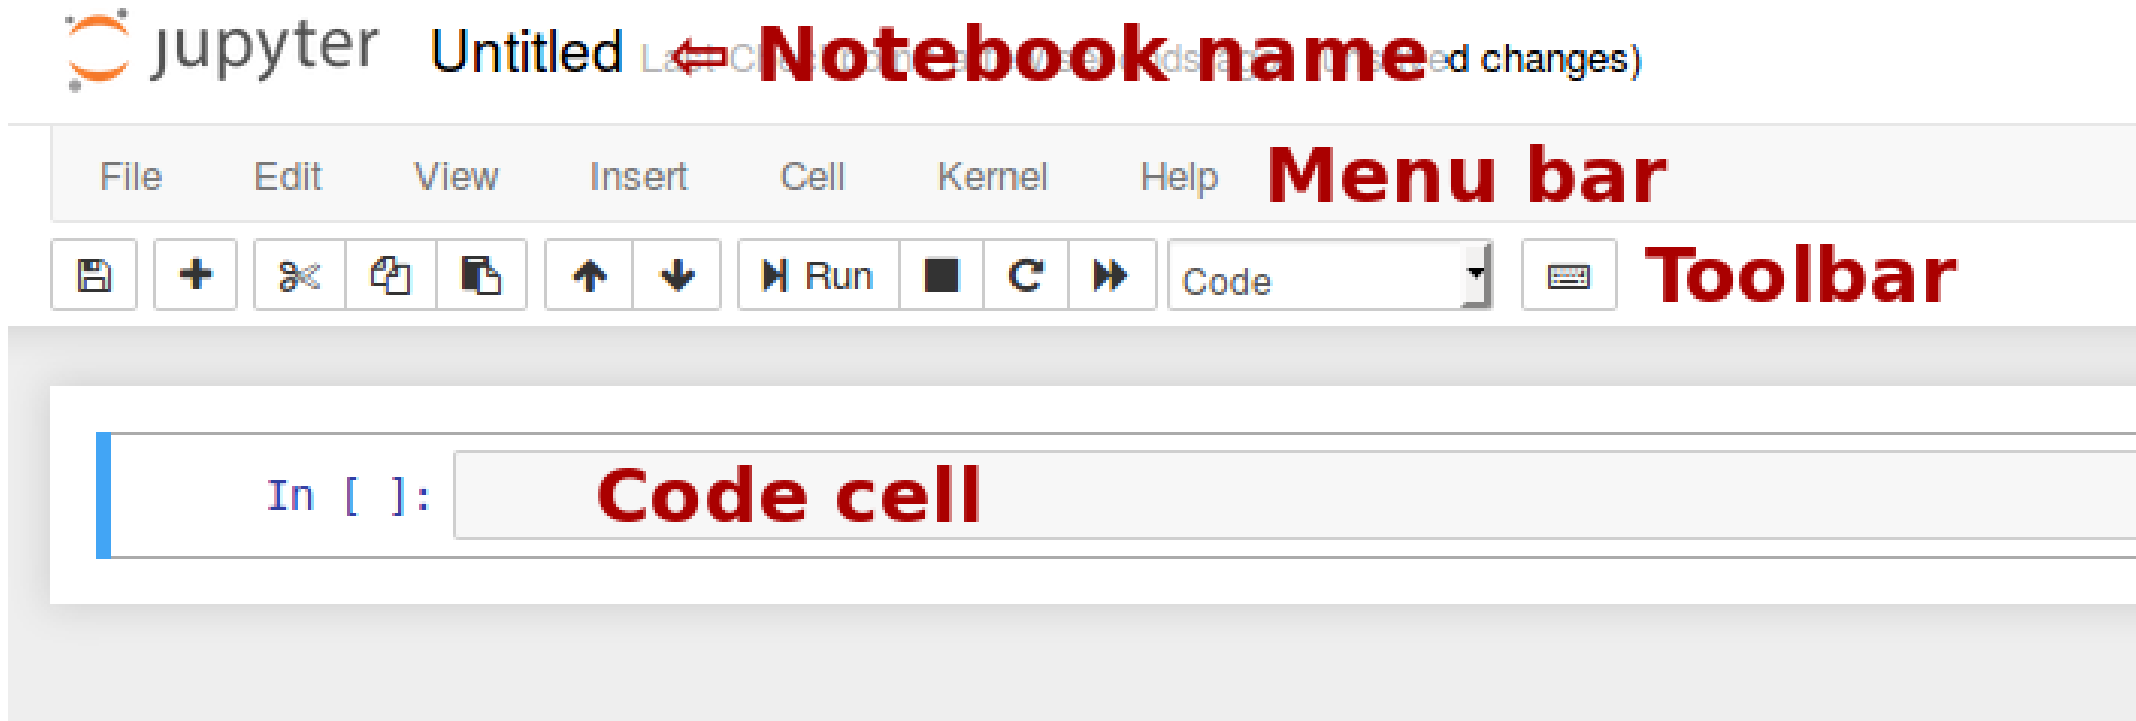 jupyter Untitled ⇦ Notebook name d changes)
File Edit View Insert Cell Kernel Help Menu bar
Run Code Toolbar
In [ ]: Code cell